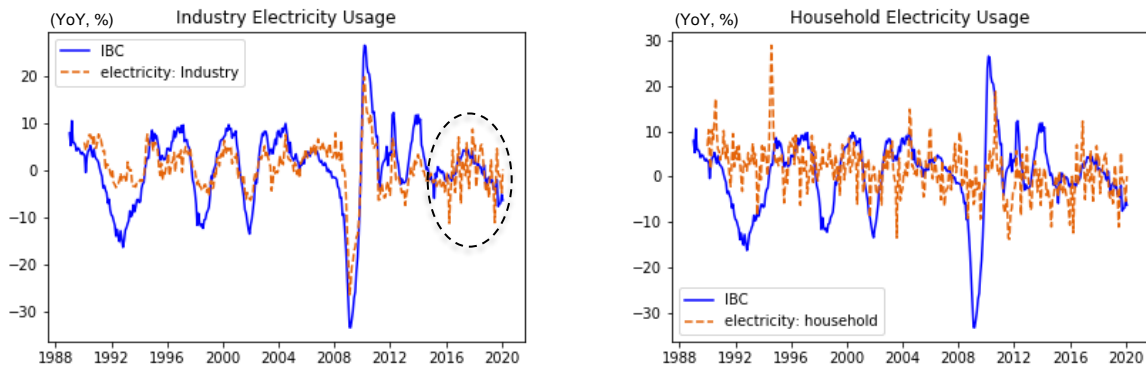 (YoY, %) Industry Electricity Usage
IBC
electricity: Industry
20
10
0
−10
−20
−30
1988 1992 1996 2000 2004 2008 2012 2016 2020
(YoY, %) Household Electricity Usage
30
20
10
0
−10
−20
−30
IBC
electricity: household
1988 1992 1996 2000 2004 2008 2012 2016 2020